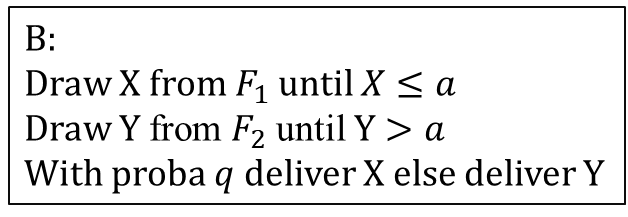 B:
Draw X from F₁ until X ≤ a
Draw Y from F₂ until Y > a
With proba q deliver X else deliver Y